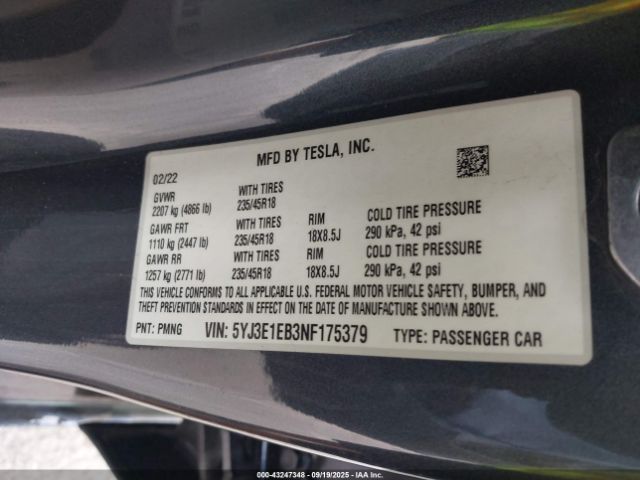 MFD BY TESLA, INC.
02/22
GVWR WITH TIRES
2207 kg (4866 lb) 235/45R18
GAWR FRT WITH TIRES RIM COLD TIRE PRESSURE
1110 kg (2447 lb) 235/45R18 18X8.5J 290 kPa, 42 psi
GAWR RR WITH TIRES RIM COLD TIRE PRESSURE
1257 kg (2771 lb) 235/45R18 18X8.5J 290 kPa, 42 psi
THIS VEHICLE CONFORMS TO ALL APPLICABLE U.S. FEDERAL MOTOR VEHICLE SAFETY, BUMPER, AND
THEFT PREVENTION STANDARDS IN EFFECT ON THE DATE OF MANUFACTURE SHOWN ABOVE.
PNT: PMNG VIN: 5YJ3E1EB3NF175379 TYPE: PASSENGER CAR
000-43247348 - 09/19/2025 - IAAI.COM